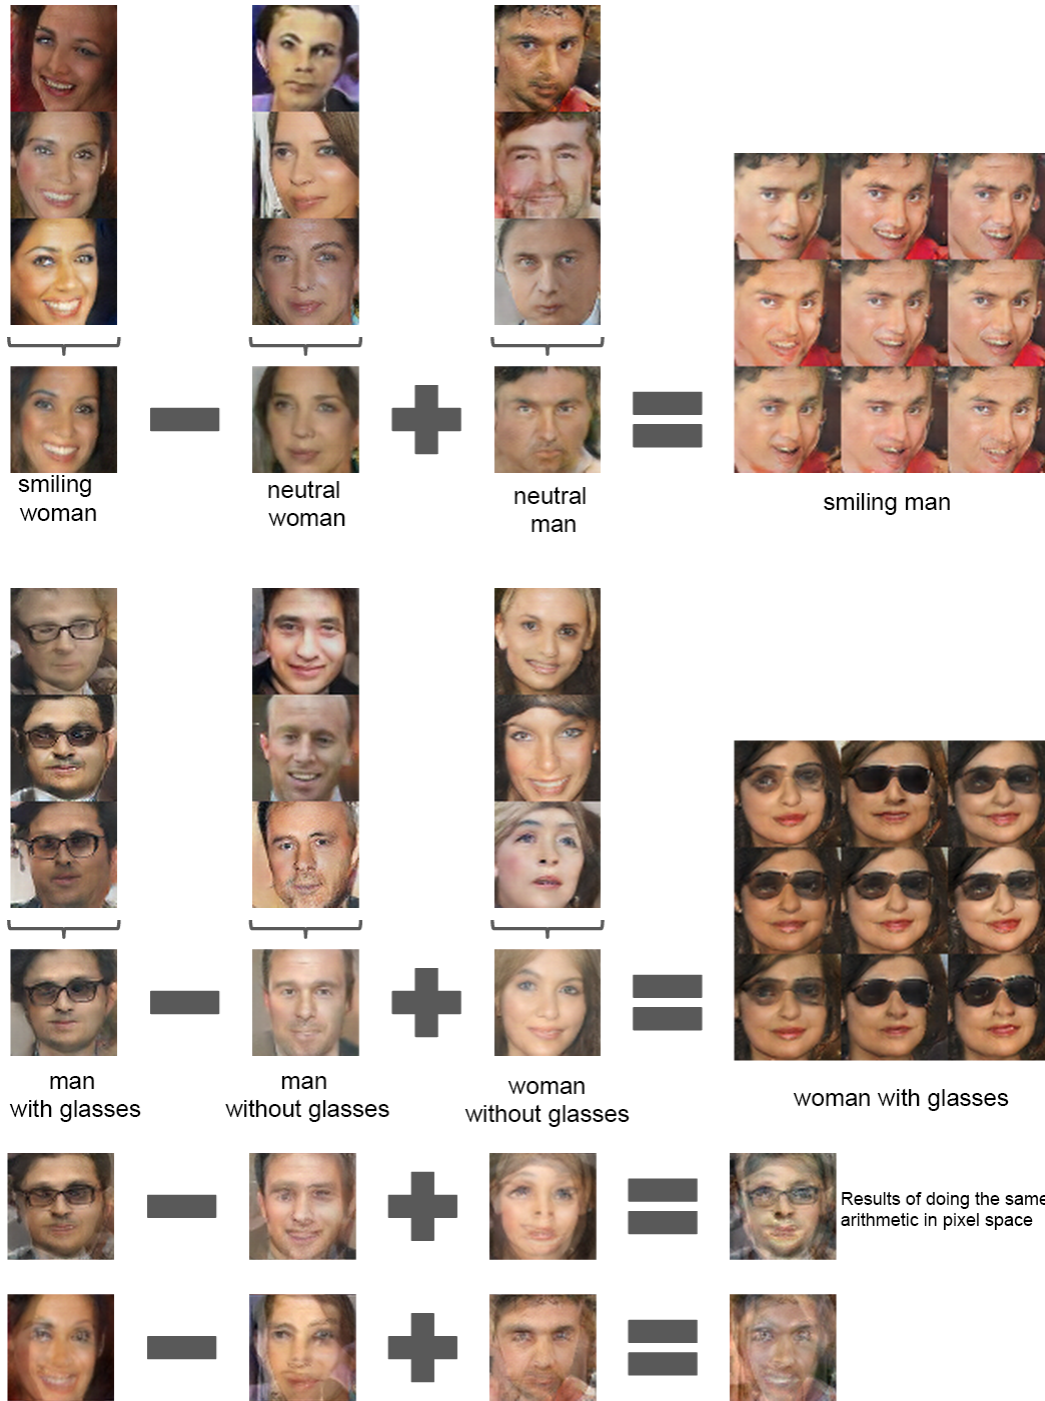 smiling
woman
neutral
woman
neutral
man
smiling man
man
with glasses
man
without glasses
woman
without glasses
woman with glasses
Results of doing the same
arithmetic in pixel space